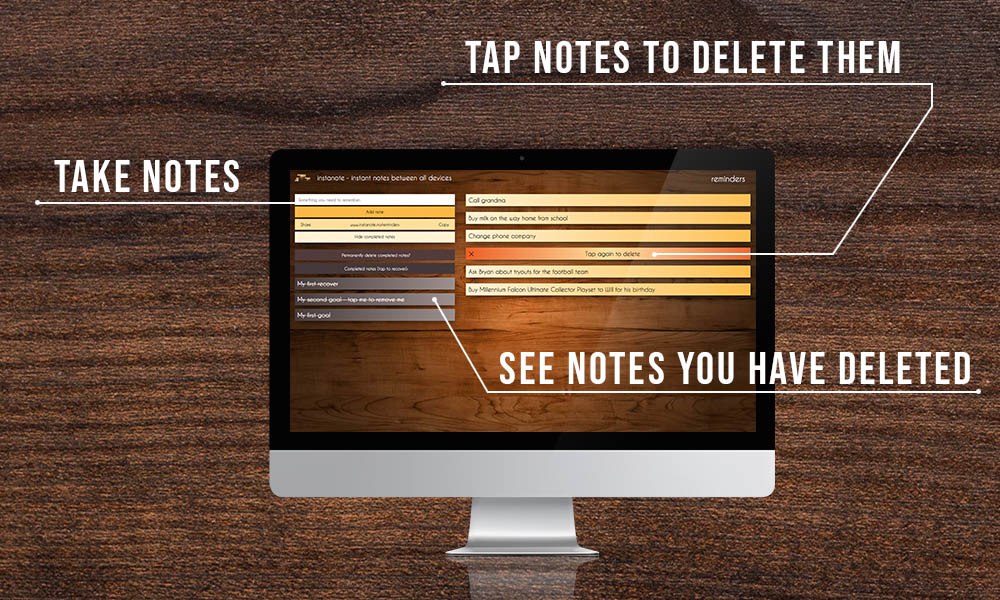 TAP NOTES TO DELETE THEM
TAKE NOTES
instanote - instant notes between all devices
reminders
Something you need to remember.
Add note
Share www.instanote.net/reminders Copy
Hide completed notes
Permanently delete completed notes?
Completed notes (tap to recover):
My first recover
My second goal - tap me to remove me
My first goal
Call grandma
Buy milk on the way home from school
Change phone company
X Tap again to delete
Ask Bryan about tryouts for the football team
Buy Millennium Falcon Ultimate Collector Playset to Will for his birthday
SEE NOTES YOU HAVE DELETED